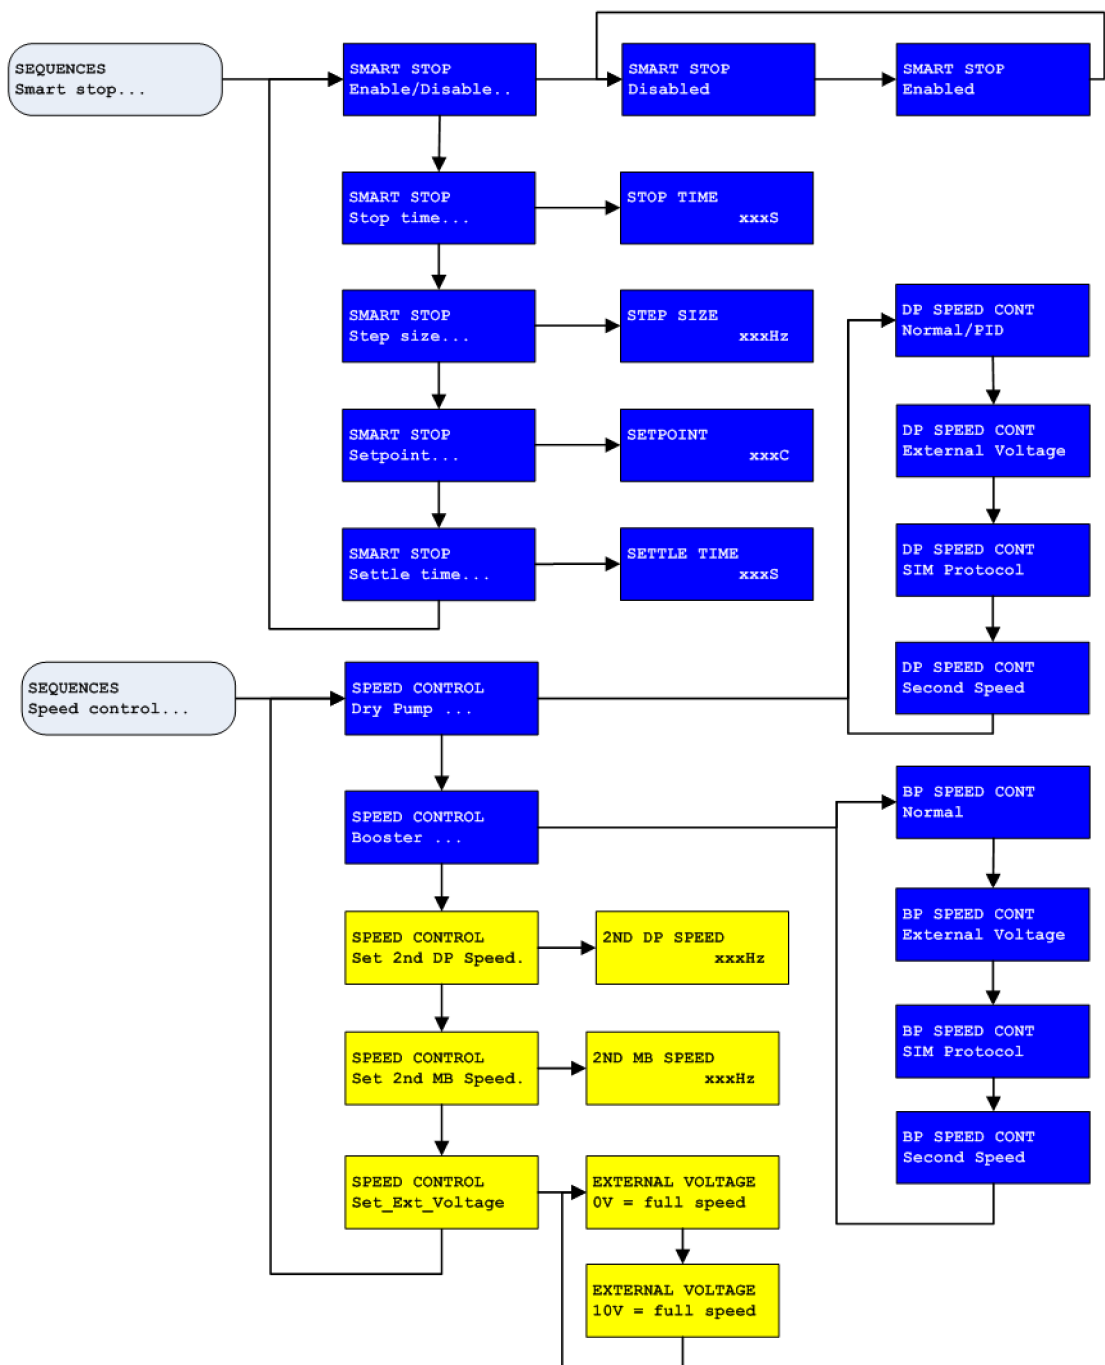 SEQUENCES
Smart stop...
SMART STOP
Enable/Disable..
SMART STOP
Disabled
SMART STOP
Enabled
SMART STOP
Stop time...
STOP TIME
xxxS
SMART STOP
Step size...
STEP SIZE
xxxHz
SMART STOP
Setpoint...
SETPOINT
xxxC
SMART STOP
Settle time...
SETTLE TIME
xxxS
DP SPEED CONT
Normal/PID
DP SPEED CONT
External Voltage
DP SPEED CONT
SIM Protocol
DP SPEED CONT
Second Speed
SEQUENCES
Speed control...
SPEED CONTROL
Dry Pump ...
SPEED CONTROL
Booster ...
SPEED CONTROL
Set 2nd DP Speed.
2ND DP SPEED
xxxHz
SPEED CONTROL
Set 2nd MB Speed.
2ND MB SPEED
xxxHz
SPEED CONTROL
Set_Ext_Voltage
EXTERNAL VOLTAGE
0V = full speed
EXTERNAL VOLTAGE
10V = full speed
BP SPEED CONT
Normal
BP SPEED CONT
External Voltage
BP SPEED CONT
SIM Protocol
BP SPEED CONT
Second Speed